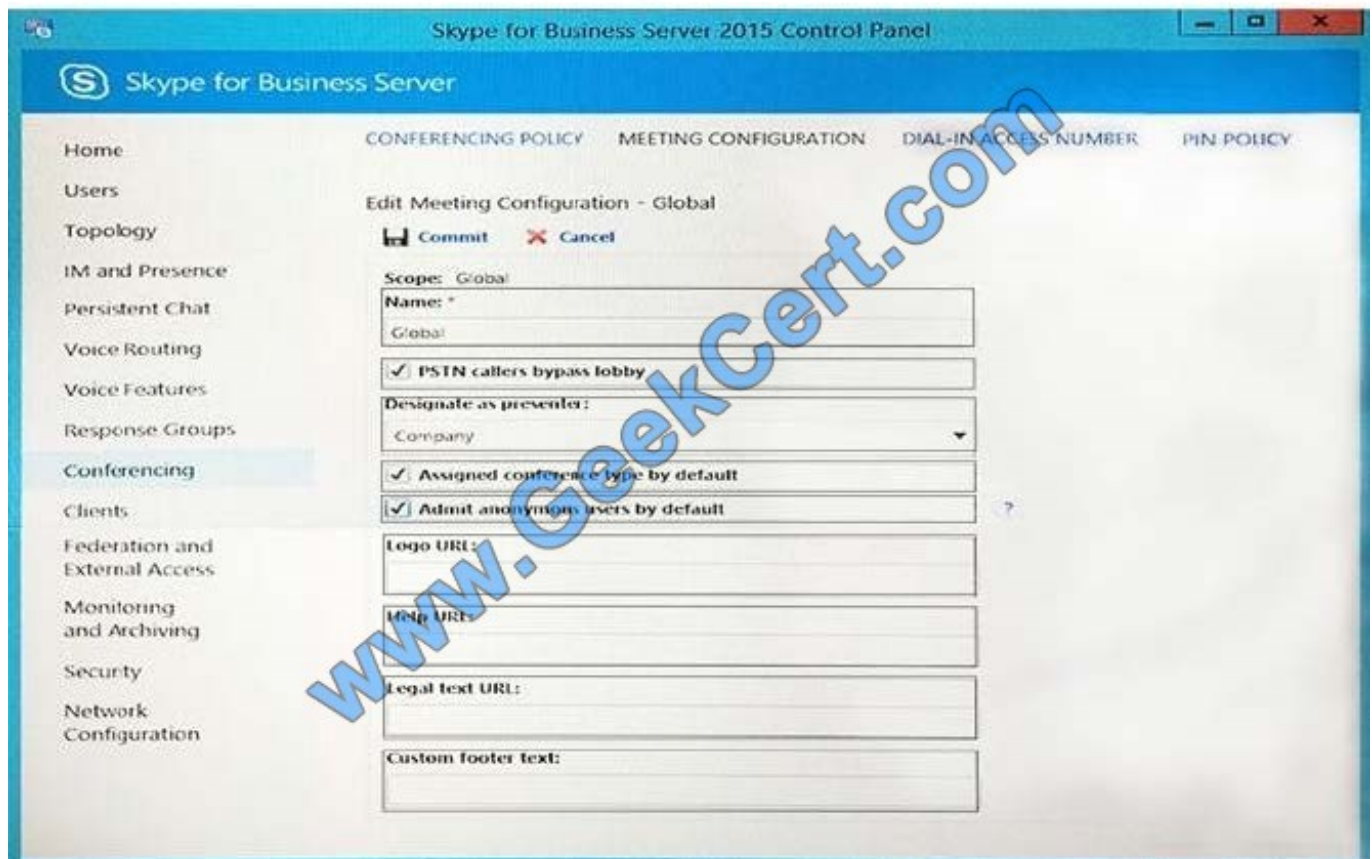 Skype for Business Server 2015 Control Panel
S Skype for Business Server
Home
Users
Topology
IM and Presence
Persistent Chat
Voice Routing
Voice Features
Response Groups
Conferencing
Clients
Federation and
External Access
Monitoring
and Archiving
Security
Network
Configuration
CONFERENCING POLICY MEETING CONFIGURATION DIAL-IN ACCESS NUMBER PIN POLICY
Edit Meeting Configuration - Global
Commit Cancel
Scope: Global
Name: *
Global
PSTN callers bypass lobby
Designate as presenter:
Company
Assigned conference type by default
Admit anonymous users by default
?
Logo URL:
Help URL:
Legal text URL:
Custom footer text:
www.GeekCert.com